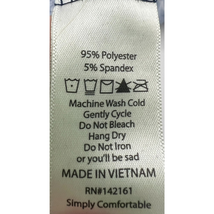 95% Polyester
5% Spandex
Machine Wash Cold
Gently Cycle
Do Not Bleach
Hang Dry
Do Not Iron
or you'll be sad
MADE IN VIETNAM
RN#142161
Simply Comfortable